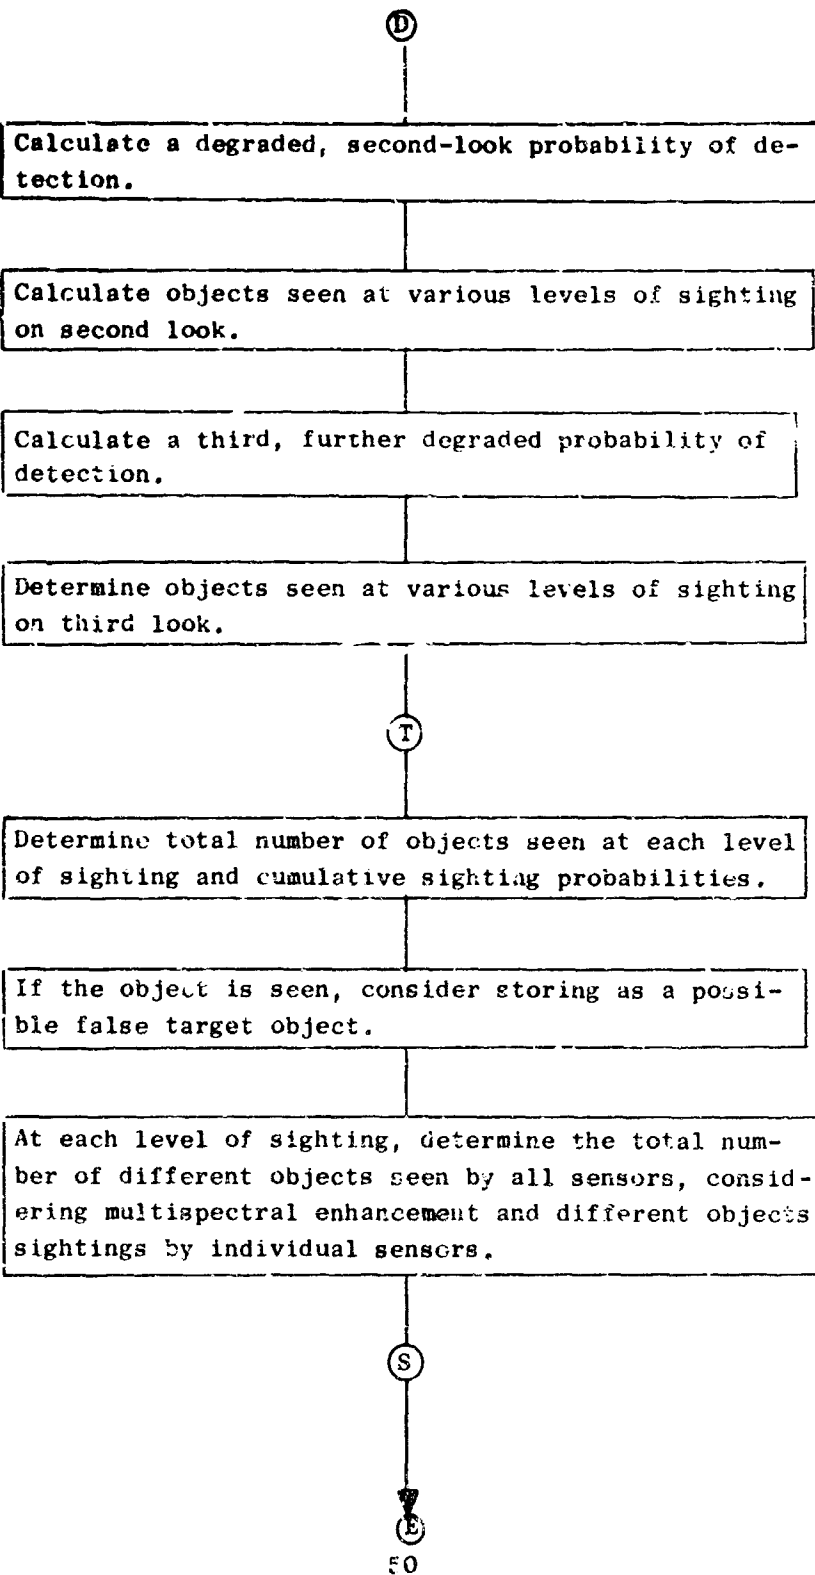 D
Calculate a degraded, second-look probability of de-
tection.
Calculate objects seen at various levels of sighting
on second look.
Calculate a third, further degraded probability of
detection.
Determine objects seen at various levels of sighting
on third look.
T
Determine total number of objects seen at each level
of sighting and cumulative sighting probabilities.
If the object is seen, consider storing as a possi-
ble false target object.
At each level of sighting, determine the total num-
ber of different objects seen by all sensors, consid-
ering multispectral enhancement and different objects
sightings by individual sensors.
S
E
50